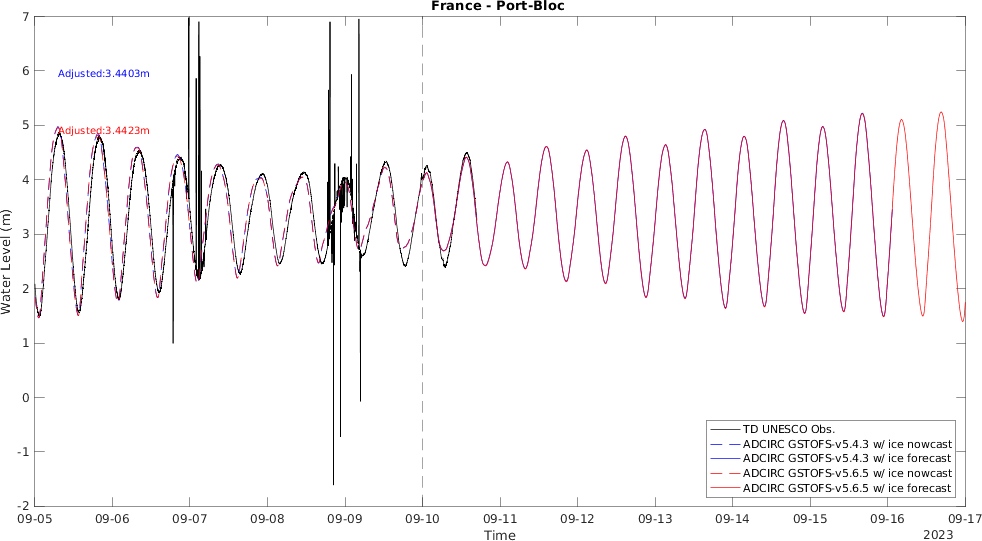 France - Port-Bloc
7
6
5
4
3
2
1
0
-1
-2
Water Level (m)
Adjusted:3.4403m
Adjusted:3.4423m
TD UNESCO Obs.
ADCIRC GSTOFS-v5.4.3 w/ ice nowcast
ADCIRC GSTOFS-v5.4.3 w/ ice forecast
ADCIRC GSTOFS-v5.6.5 w/ ice nowcast
ADCIRC GSTOFS-v5.6.5 w/ ice forecast
09-05 09-06 09-07 09-08 09-09 09-10 09-11 09-12 09-13 09-14 09-15 09-16 09-17
Time
2023